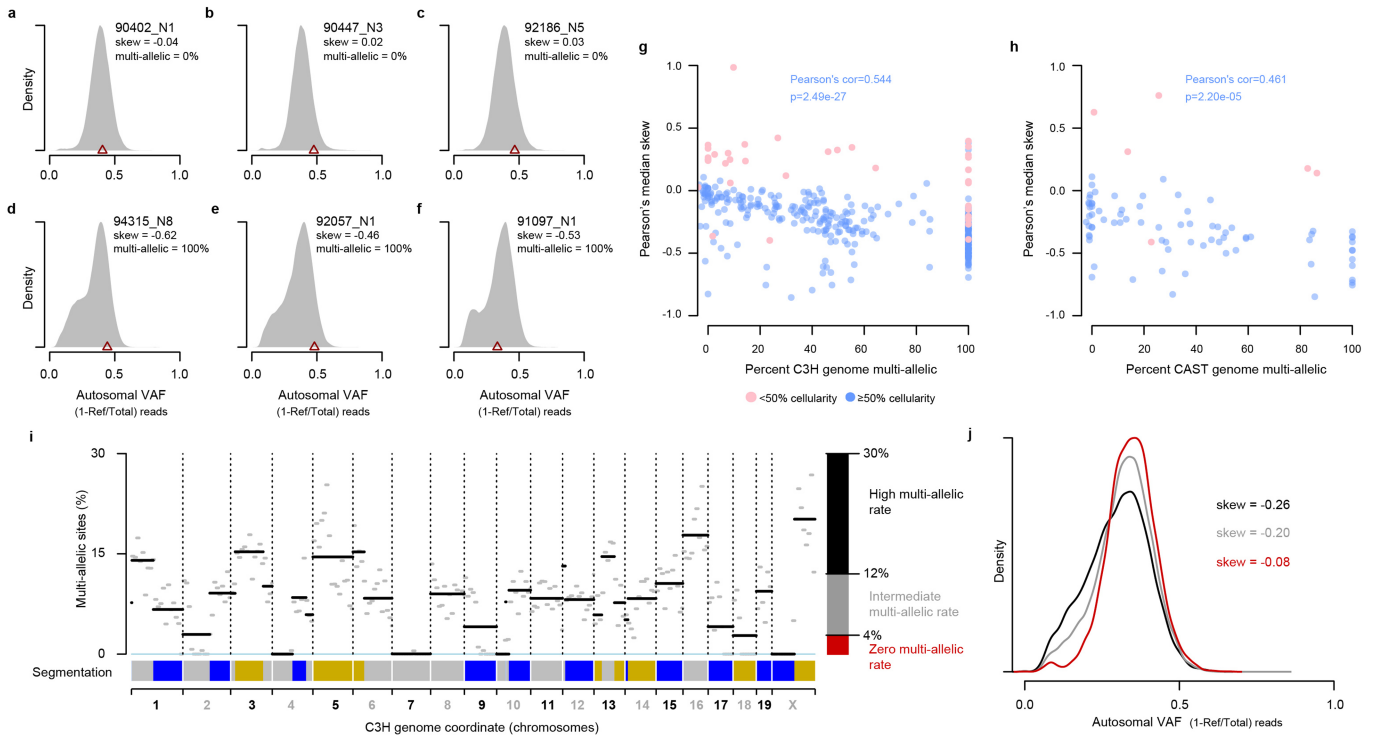 a
90402_N1
skew = -0.04
multi-allelic = 0%
Density
0.0
0.5
1.0
b
90447_N3
skew = 0.02
multi-allelic = 0%
0.0
0.5
1.0
c
92186_N5
skew = 0.03
multi-allelic = 0%
0.0
0.5
1.0
d
94315_N8
skew = -0.62
multi-allelic = 100%
Density
0.0
0.5
1.0
Autosomal VAF
(1-Ref/Total) reads
e
92057_N1
skew = -0.46
multi-allelic = 100%
0.0
0.5
1.0
Autosomal VAF
(1-Ref/Total) reads
f
91097_N1
skew = -0.53
multi-allelic = 100%
0.0
0.5
1.0
Autosomal VAF
(1-Ref/Total) reads
g
Pearson's cor=0.544
p=2.49e-27
Pearson's median skew
1.0
0.5
0.0
-0.5
-1.0
0
20
40
60
80
100
Percent C3H genome multi-allelic
<50% cellularity
≥50% cellularity
h
Pearson's cor=0.461
p=2.20e-05
Pearson's median skew
1.0
0.5
0.0
-0.5
-1.0
0
20
40
60
80
100
Percent CAST genome multi-allelic
i
Multi-allelic sites (%)
30
15
0
30%
High multi-allelic
rate
12%
Intermediate
multi-allelic rate
4%
Zero multi-allelic
rate
Segmentation
1
2
3
4
5
6
7
8
9
10
11
12
13
14
15
16
17
18
19
X
C3H genome coordinate (chromosomes)
j
Density
skew = -0.26
skew = -0.20
skew = -0.08
0.0
0.5
1.0
Autosomal VAF (1-Ref/Total) reads